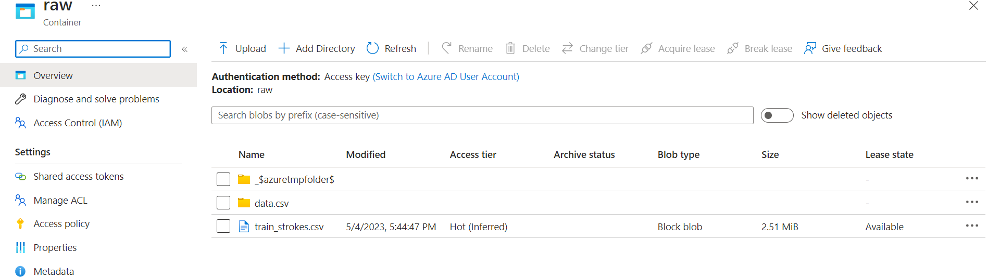 raw ...
Container
Search «
Overview
Diagnose and solve problems
Access Control (IAM)
Settings
Shared access tokens
Manage ACL
Access policy
Properties
Metadata
Upload Add Directory Refresh Rename Delete Change tier Acquire lease Break lease Give feedback
Authentication method: Access key (Switch to Azure AD User Account)
Location: raw
Search blobs by prefix (case-sensitive) Show deleted objects
Name Modified Access tier Archive status Blob type Size Lease state
_$azuretmpfolder$ - ...
data.csv - ...
train_strokes.csv 5/4/2023, 5:44:47 PM Hot (Inferred) Block blob 2.51 MiB Available ...